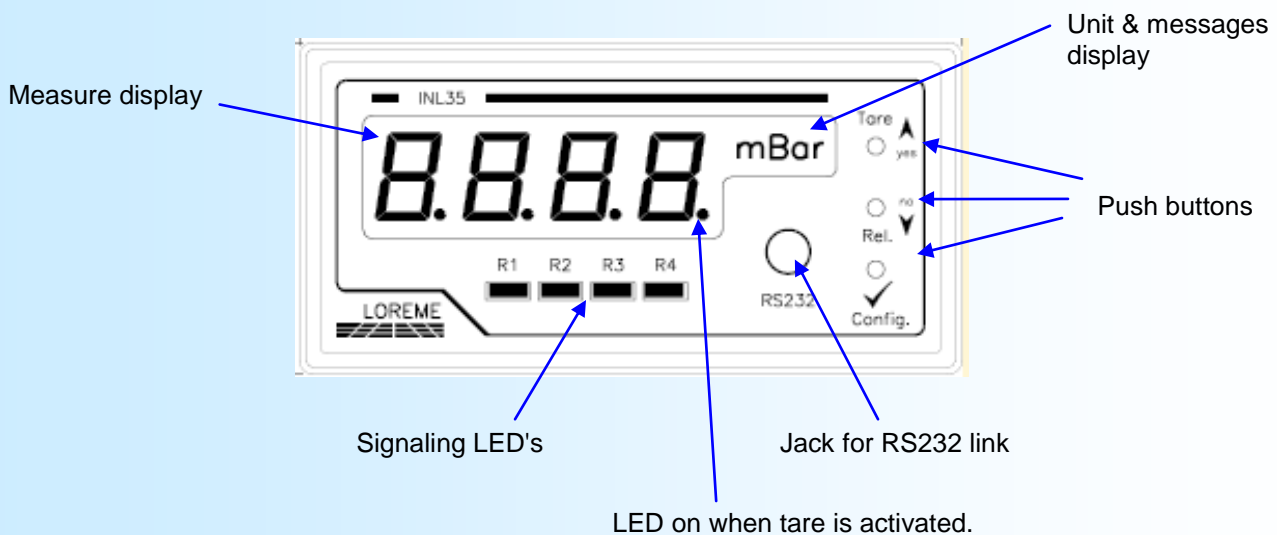 Unit & messages
display
Measure display
INL35
8.8.8.8.
mBar
Tare
yes
no
Rel.
Push buttons
R1 R2 R3 R4
RS232
Config.
LOREME
Signaling LED's
Jack for RS232 link
LED on when tare is activated.